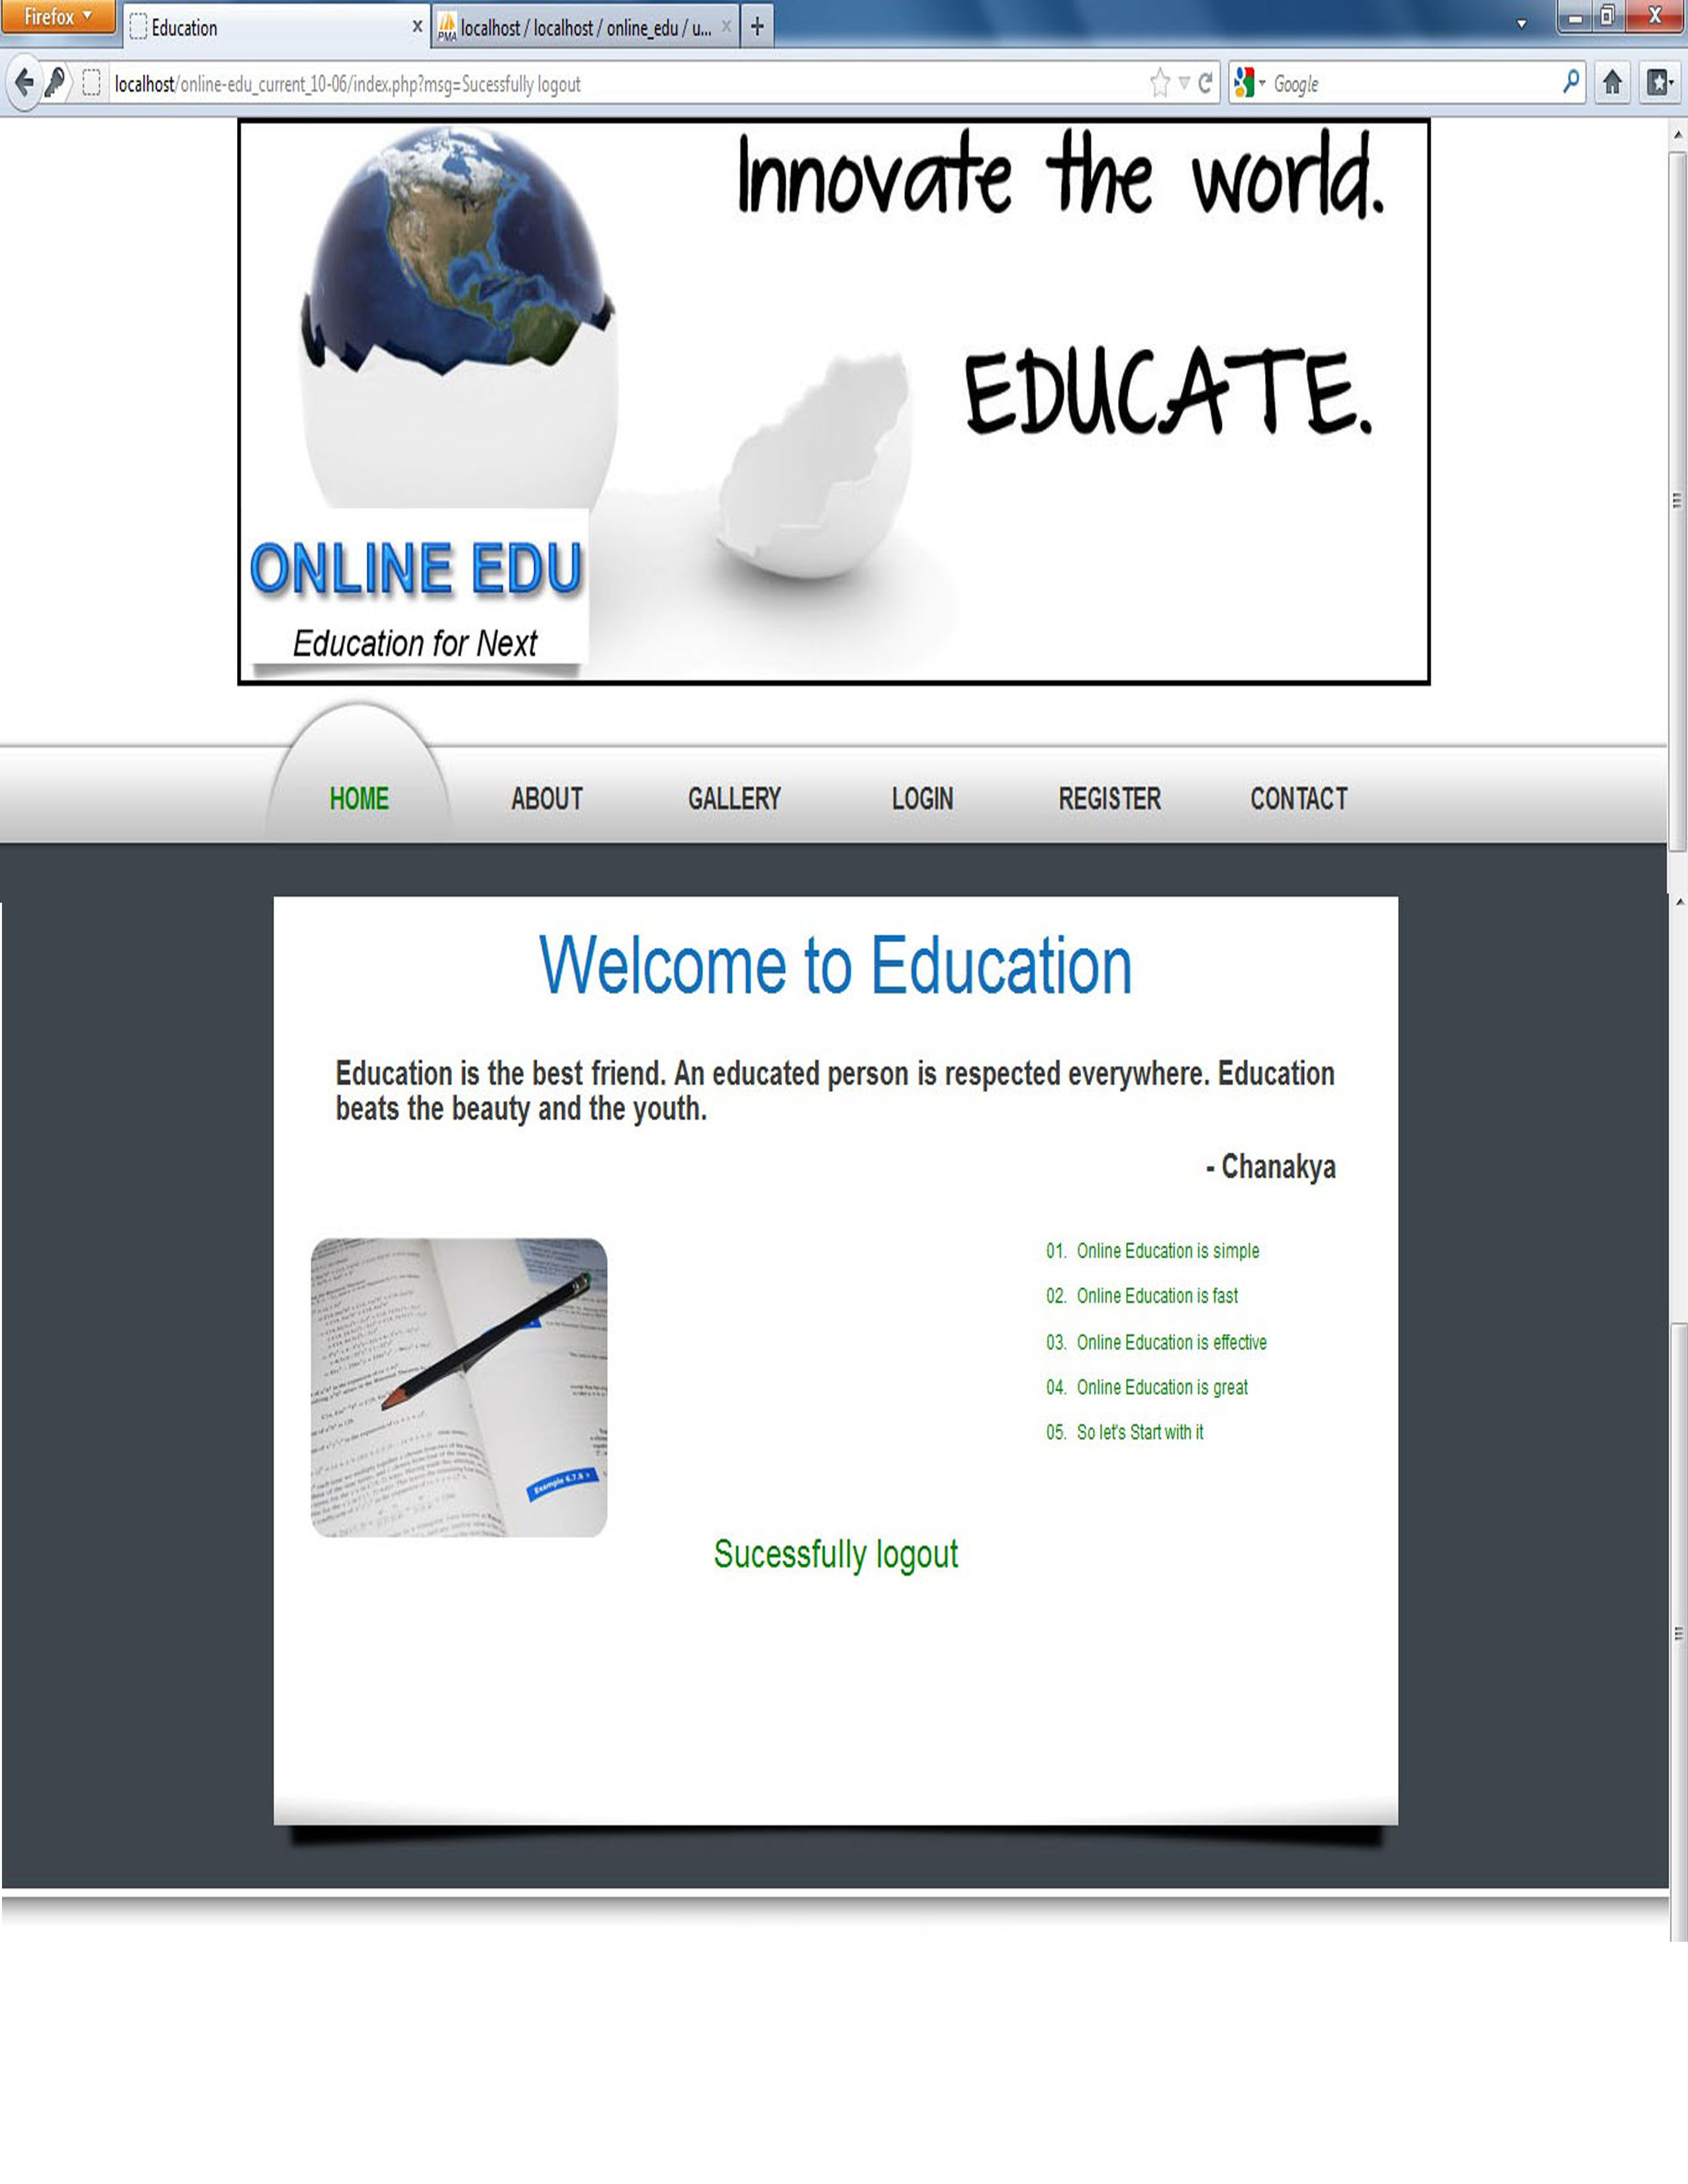 Firefox
Education
localhost / localhost / online_edu / u...
localhost/online-edu_current_10-06/index.php?msg=Sucessfully logout
Google
Innovate the world.
EDUCATE.
ONLINE EDU
Education for Next
HOME ABOUT GALLERY LOGIN REGISTER CONTACT
Welcome to Education
Education is the best friend. An educated person is respected everywhere. Education
beats the beauty and the youth.
- Chanakya
01. Online Education is simple
02. Online Education is fast
03. Online Education is effective
04. Online Education is great
05. So let's Start with it
Example 6.7.8
Sucessfully logout